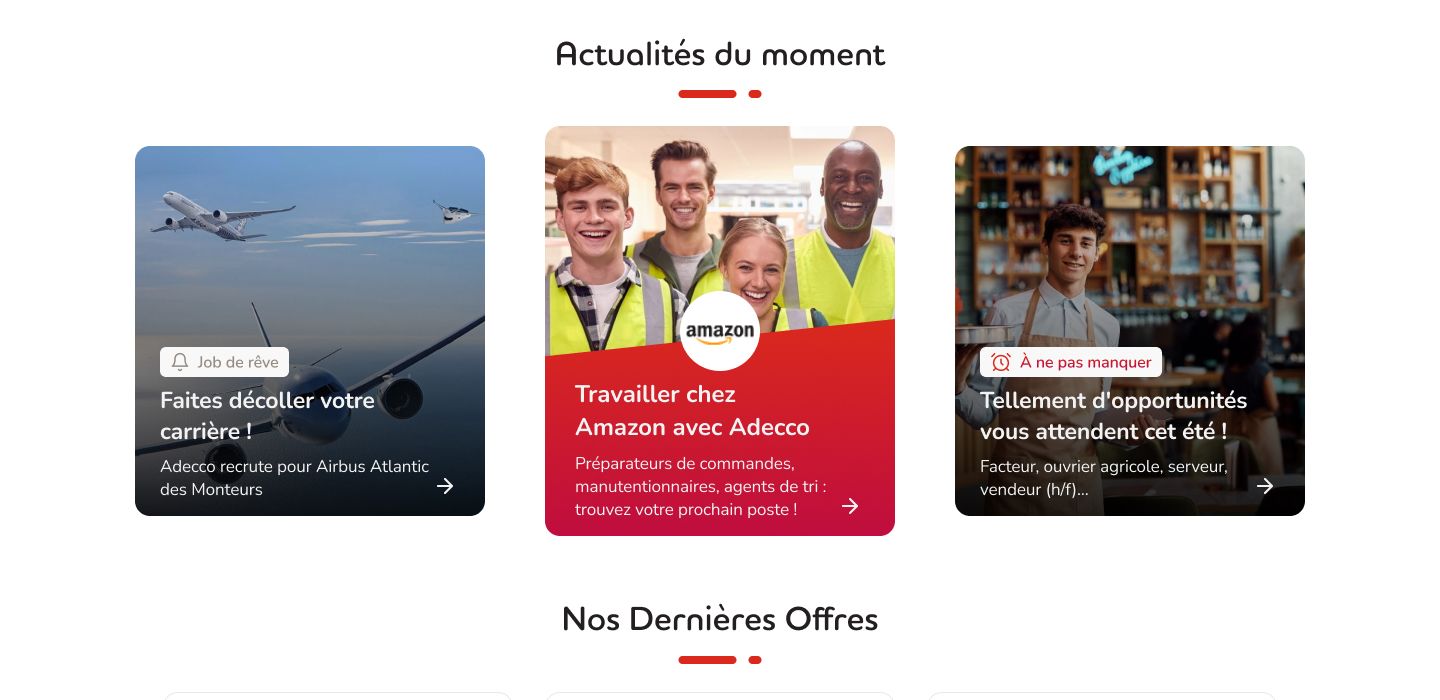 Actualités du moment
Job de rêve
Faites décoller votre
carrière !
Adecco recrute pour Airbus Atlantic
des Monteurs
amazon
Travailler chez
Amazon avec Adecco
Préparateurs de commandes,
manutentionnaires, agents de tri :
trouvez votre prochain poste !
À ne pas manquer
Tellement d'opportunités
vous attendent cet été !
Facteur, ouvrier agricole, serveur,
vendeur (h/f)...
Nos Dernières Offres